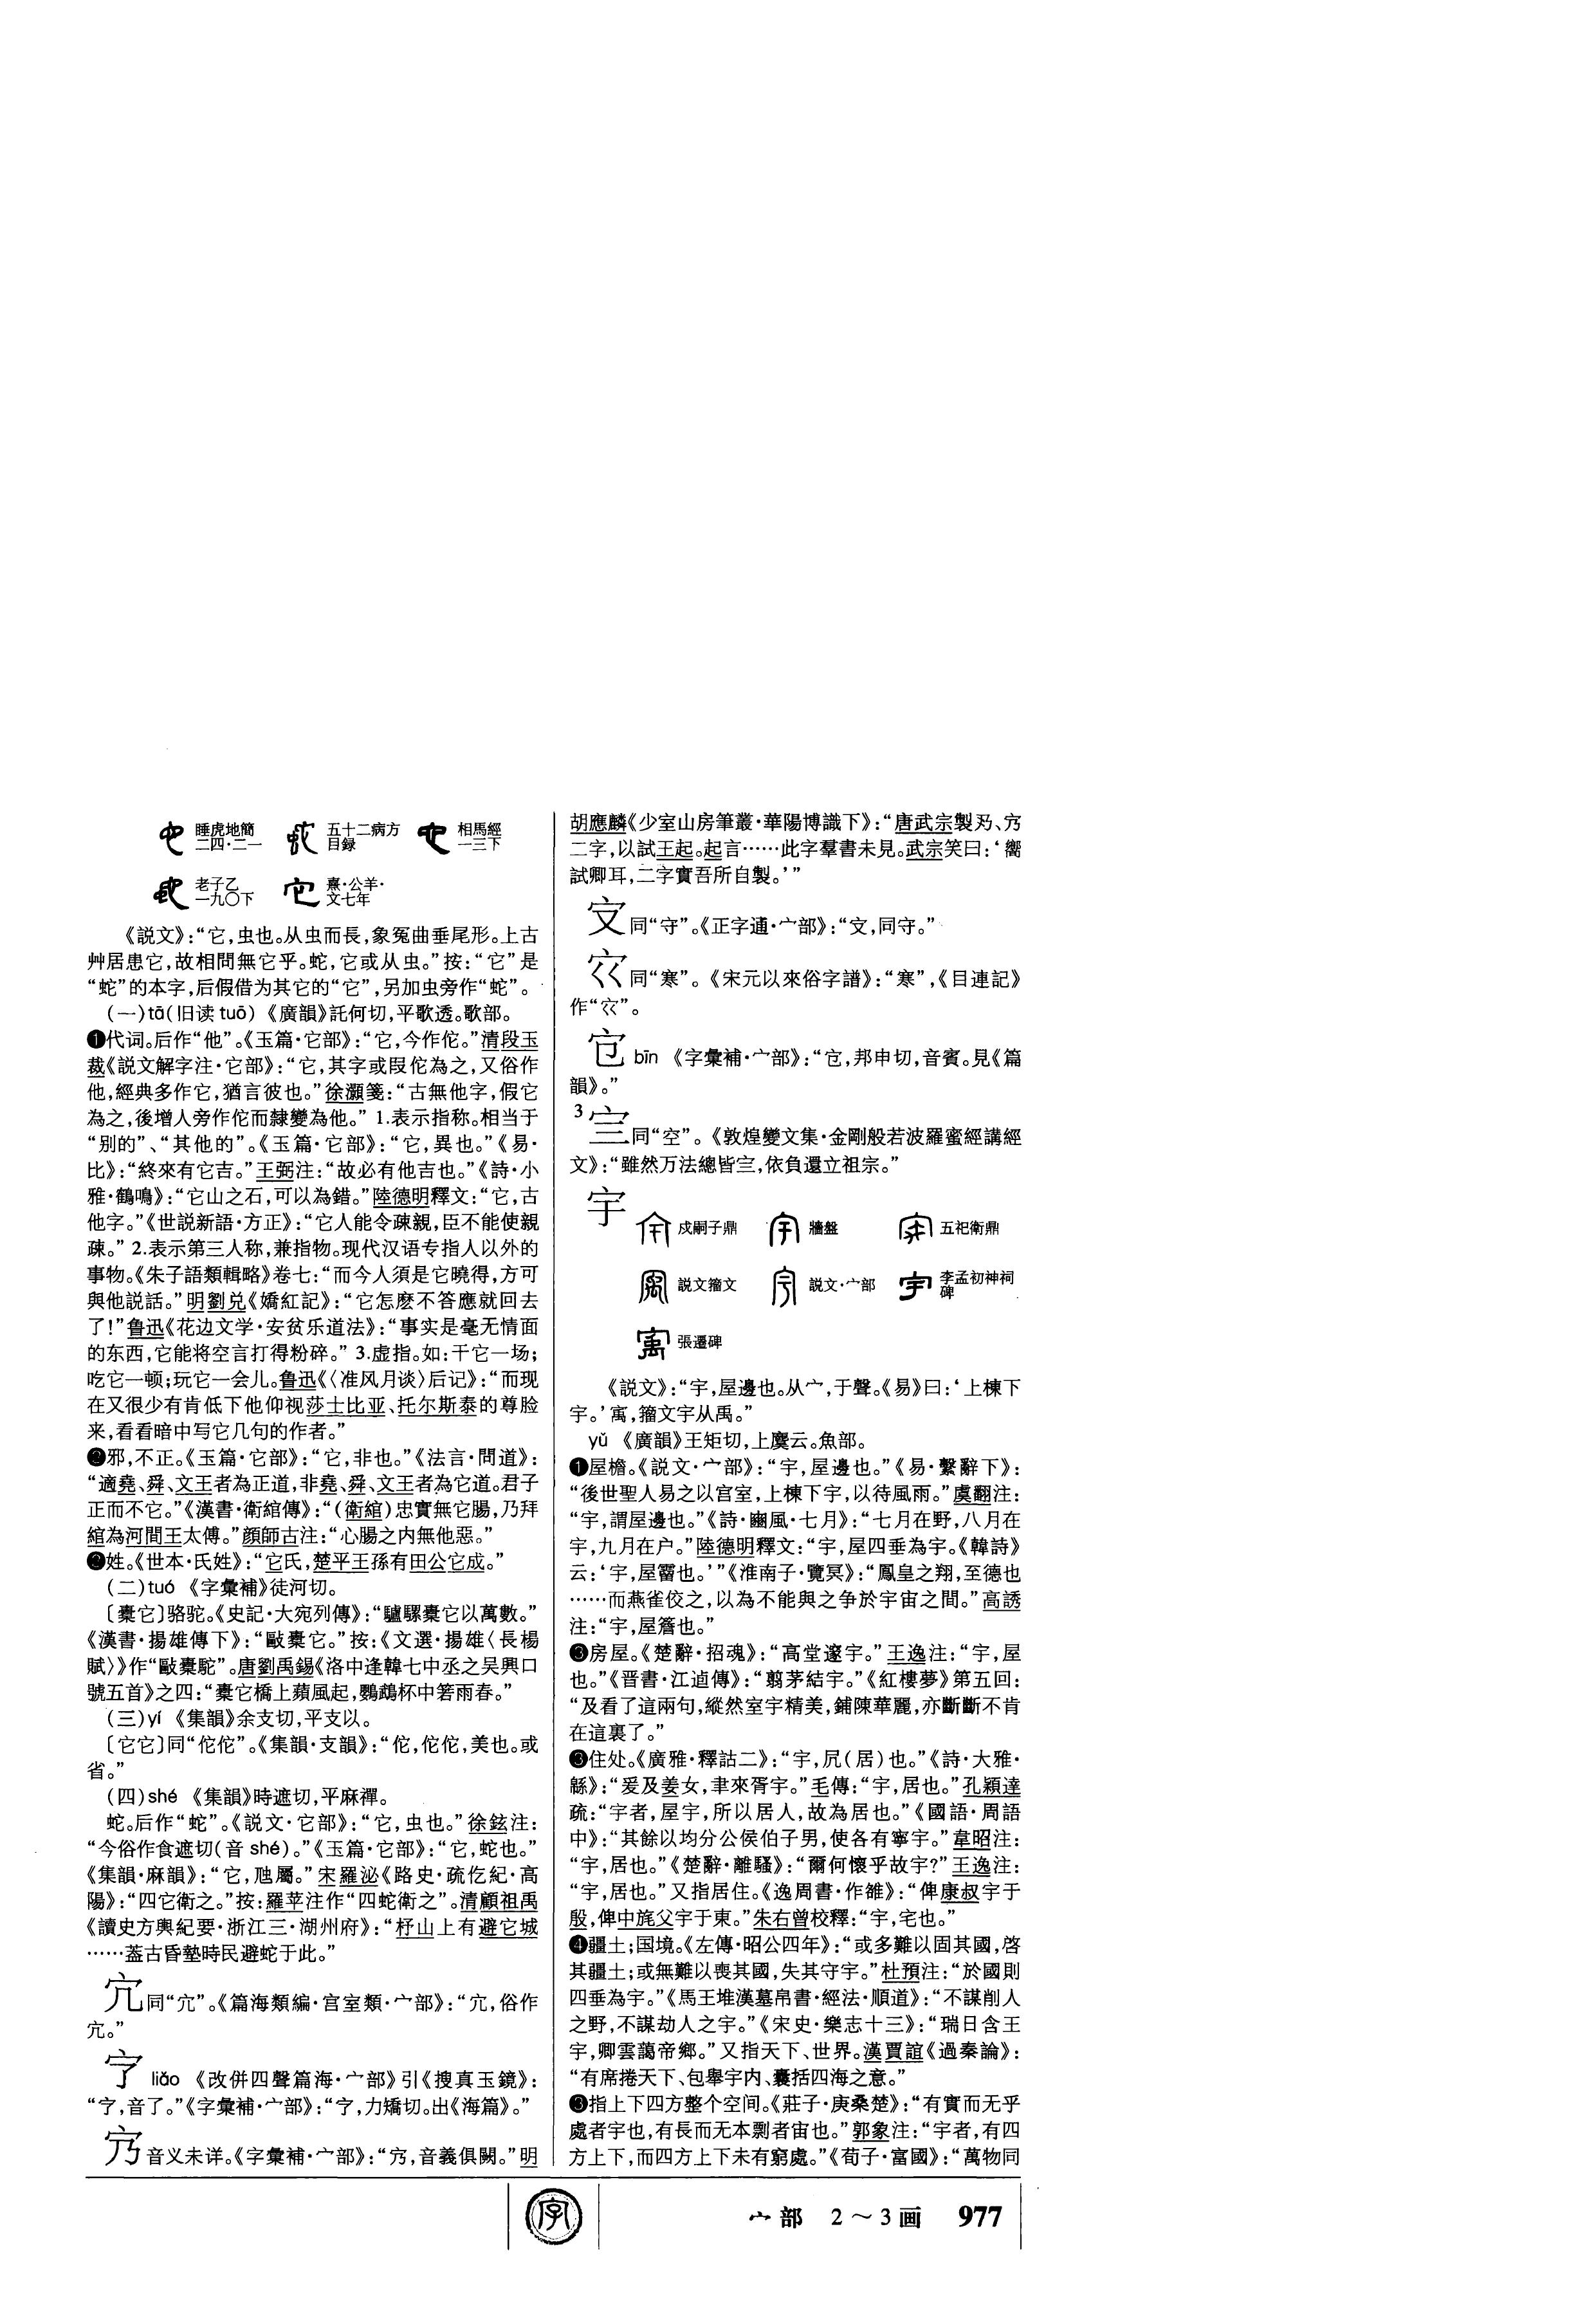 睡虎地簡
二四·二一
五十二病方
目録
相馬經
一三下
老子乙
一九〇下
熹·公羊·
文七年
《説文》：“它，虫也。从虫而長，象冤曲垂尾形。上古
艸居患它，故相問無它乎。蛇，它或从虫。”按：“它”是
“蛇”的本字，后假借为其它的“它”，另加虫旁作“蛇”。
(一)tā(旧读tuō)《廣韻》託何切，平歌透。歌部。
❶代词。后作“他”。《玉篇·它部》：“它，今作佗。”清段玉
裁《説文解字注·它部》：“它，其字或叚佗為之，又俗作
他，經典多作它，猶言彼也。”徐灝箋：“古無他字，假它
為之，後增人旁作佗而隸變為他。”1.表示指称。相当于
“别的”、“其他的”。《玉篇·它部》：“它，異也。”《易·
比》：“終來有它吉。”王弼注：“故必有他吉也。”《詩·小
雅·鶴鳴》：“它山之石，可以為錯。”陸德明釋文：“它，古
他字。”《世説新語·方正》：“它人能令疎親，臣不能使親
疎。”2.表示第三人称，兼指物。现代汉语专指人以外的
事物。《朱子語類輯略》卷七：“而今人須是它曉得，方可
與他説話。”明劉兑《嬌紅記》：“它怎麽不答應就回去
了！”鲁迅《花边文学·安贫乐道法》：“事实是毫无情面
的东西，它能将空言打得粉碎。”3.虚指。如：干它一场；
吃它一顿；玩它一会儿。鲁迅《〈准风月谈〉后记》：“而现
在又很少有肯低下他仰视莎士比亚、托尔斯泰的尊脸
来，看看暗中写它几句的作者。”
❷邪，不正。《玉篇·它部》：“它，非也。”《法言·問道》：
“適堯、舜、文王者為正道，非堯、舜、文王者為它道。君子
正而不它。”《漢書·衛綰傳》：“(衛綰)忠實無它腸，乃拜
綰為河間王太傅。”顔師古注：“心腸之内無他惡。”
❷姓。《世本·氏姓》：“它氏，楚平王孫有田公它成。”
(二)tuó 《字彙補》徒河切。
〔橐它〕骆驼。《史記·大宛列傳》：“驢騾橐它以萬數。”
《漢書·揚雄傳下》：“敺橐它。”按：《文選·揚雄〈長楊
賦〉》作“敺橐駝”。唐劉禹錫《洛中逢韓七中丞之吴興口
號五首》之四：“橐它橋上蘋風起，鸚鵡杯中箬雨春。”
(三)yí 《集韻》余支切，平支以。
〔它它〕同“佗佗”。《集韻·支韻》：“佗，佗佗，美也。或
省。”
(四)shé 《集韻》時遮切，平麻禪。
蛇。后作“蛇”。《説文·它部》：“它，虫也。”徐鉉注：
“今俗作食遮切(音shé)。”《玉篇·它部》：“它，蛇也。”
《集韻·麻韻》：“它，虺屬。”宋羅泌《路史·疏仡紀·高
陽》：“四它衛之。”按：羅苹注作“四蛇衛之”。清顧祖禹
《讀史方輿紀要·浙江三·湖州府》：“杼山上有避它城
……蓋古昏墊時民避蛇于此。”
宂同“宂”。《篇海類編·宫室類·宀部》：“宂，俗作
宂。”
㝋 liǎo 《改併四聲篇海·宀部》引《搜真玉鏡》：
“㝋，音了。”《字彙補·宀部》：“㝋，力矯切。出《海篇》。”
㝌音义未详。《字彙補·宀部》：“㝌，音義俱闕。”明
胡應麟《少室山房筆叢·華陽博識下》：“唐武宗製㕛、㝌
二字，以試王起。起言……此字羣書未見。武宗笑曰：‘嚮
試卿耳，二字實吾所自製。’”
㝊同“守”。《正字通·宀部》：“㝊，同守。”
同“寒”。《宋元以來俗字譜》：“寒”，《目連記》
作“”。
bīn 《字彙補·宀部》：“，邦申切，音賓。見《篇
韻》。”
3
同“空”。《敦煌變文集·金剛般若波羅蜜經講經
文》：“雖然万法總皆，依負還立祖宗。”
宇
戍嗣子鼎
牆盤
五祀衛鼎
説文籀文
説文·宀部
李孟初神祠
碑
張遷碑
《説文》：“宇，屋邊也。从宀，于聲。《易》曰：‘上棟下
宇。’㝢，籀文宇从禹。”
yǔ 《廣韻》王矩切，上麌云。魚部。
❶屋檐。《説文·宀部》：“宇，屋邊也。”《易·繫辭下》：
“後世聖人易之以宫室，上棟下宇，以待風雨。”虞翻注：
“宇，謂屋邊也。”《詩·豳風·七月》：“七月在野，八月在
宇，九月在户。”陸德明釋文：“宇，屋四垂為宇。《韓詩》
云：‘宇，屋霤也。’”《淮南子·覽冥》：“鳳皇之翔，至德也
……而燕雀佼之，以為不能與之争於宇宙之間。”高誘
注：“宇，屋簷也。”
❸房屋。《楚辭·招魂》：“高堂邃宇。”王逸注：“宇，屋
也。”《晋書·江逌傳》：“翦茅結宇。”《紅樓夢》第五回：
“及看了這兩句，縱然室宇精美，鋪陳華麗，亦斷斷不肯
在這裏了。”
❸住处。《廣雅·釋詁二》：“宇，凥(居)也。”《詩·大雅·
緜》：“爰及姜女，聿來胥宇。”毛傳：“宇，居也。”孔穎達
疏：“宇者，屋宇，所以居人，故為居也。”《國語·周語
中》：“其餘以均分公侯伯子男，使各有寧宇。”韋昭注：
“宇，居也。”《楚辭·離騷》：“爾何懷乎故宇？”王逸注：
“宇，居也。”又指居住。《逸周書·作雒》：“俾康叔宇于
殷，俾中旄父宇于東。”朱右曾校釋：“宇，宅也。”
❹疆土；国境。《左傳·昭公四年》：“或多難以固其國，啓
其疆土；或無難以喪其國，失其守宇。”杜預注：“於國則
四垂為宇。”《馬王堆漢墓帛書·經法·順道》：“不謀削人
之野，不謀劫人之宇。”《宋史·樂志十三》：“瑞日含王
宇，卿雲藹帝鄉。”又指天下、世界。漢賈誼《過秦論》：
“有席捲天下、包舉宇内、囊括四海之意。”
❸指上下四方整个空间。《莊子·庚桑楚》：“有實而无乎
處者宇也，有長而无本剽者宙也。”郭象注：“宇者，有四
方上下，而四方上下未有窮處。”《荀子·富國》：“萬物同
字
宀部 2～3画 977